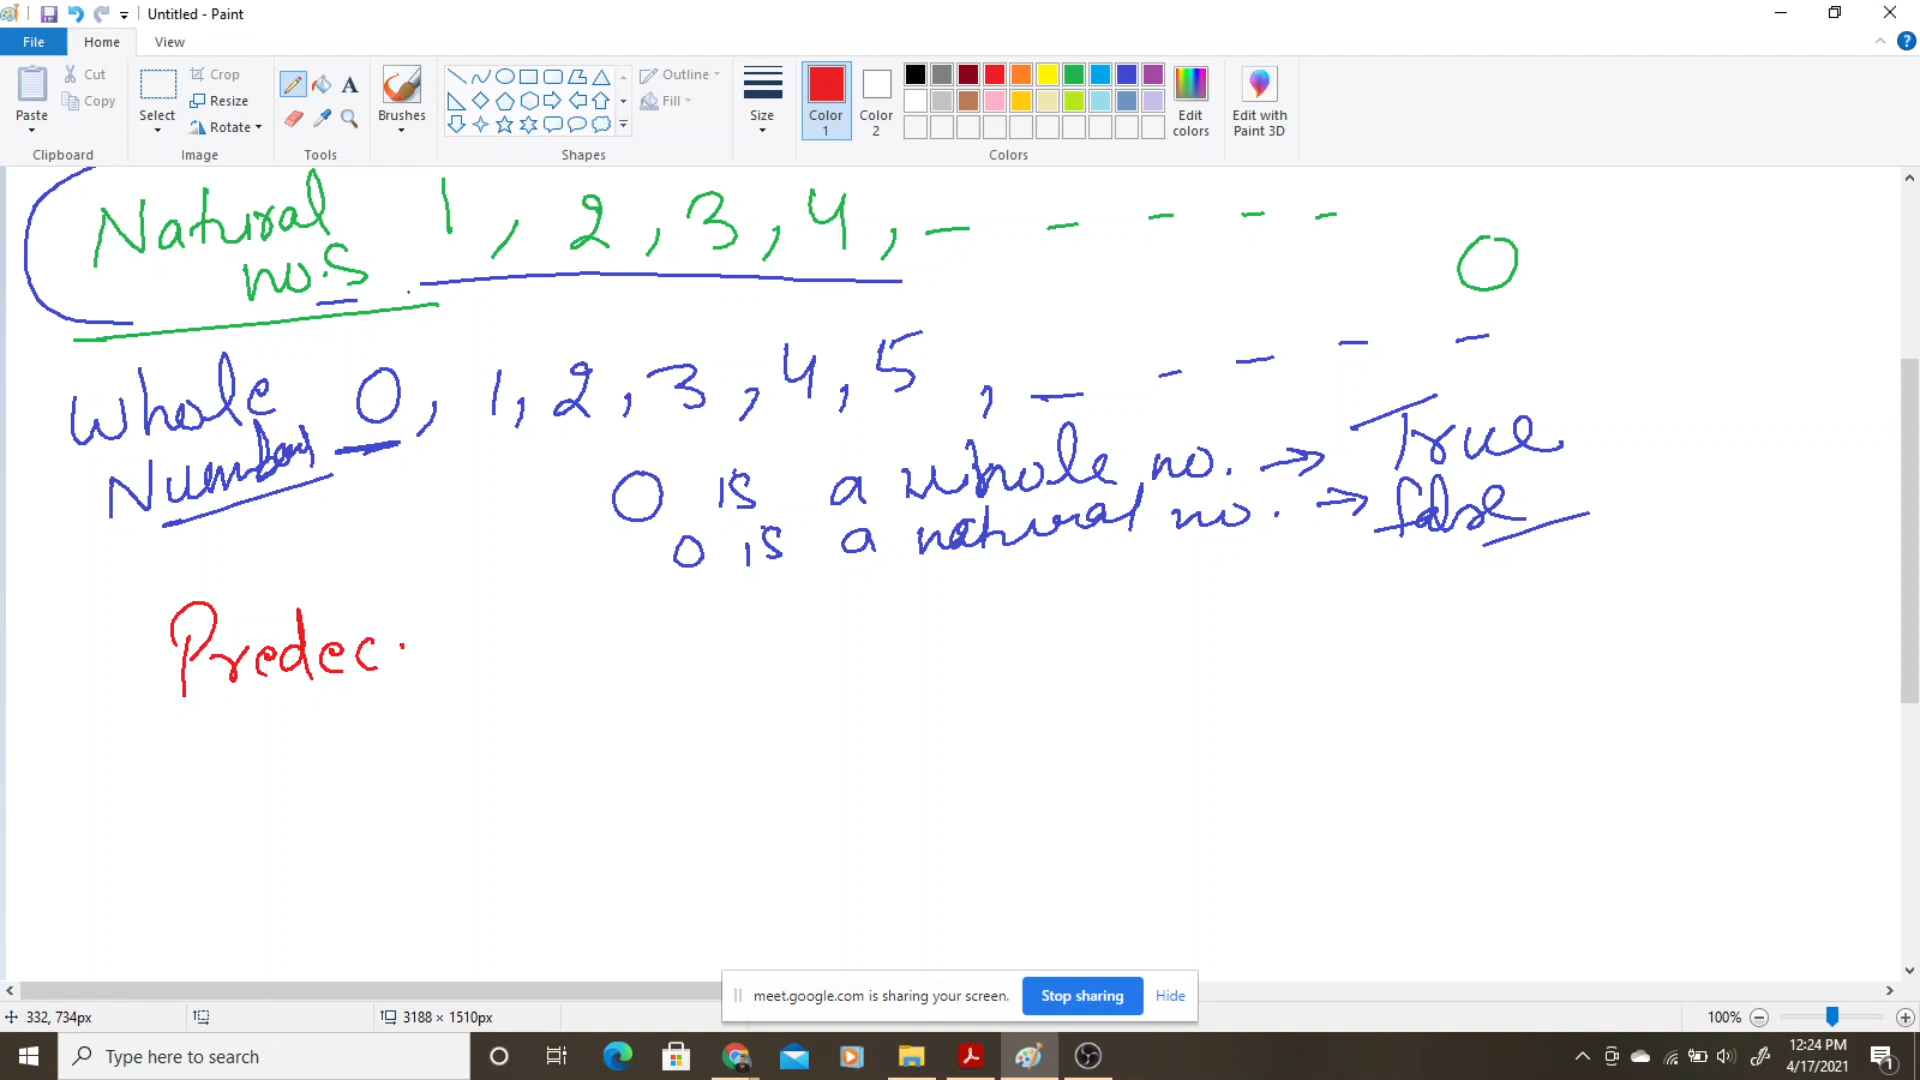 Untitled - Paint
File Home View
Cut
Copy
Paste
Clipboard
Crop
Resize
Rotate
Select
Image
Tools
Brushes
Outline
Fill
Shapes
Size
Color 1
Color 2
Edit colors
Edit with Paint 3D
Colors
Natural 1, 2, 3, 4, - - - - -
no.s
0
Whole 0, 1, 2, 3, 4, 5, - - - - -
Number
0 is a whole no. → True
0 is a natural no. → false
Predec
meet.google.com is sharing your screen. Stop sharing Hide
332, 734px
3188 × 1510px
100%
Type here to search
12:24 PM
4/17/2021
1